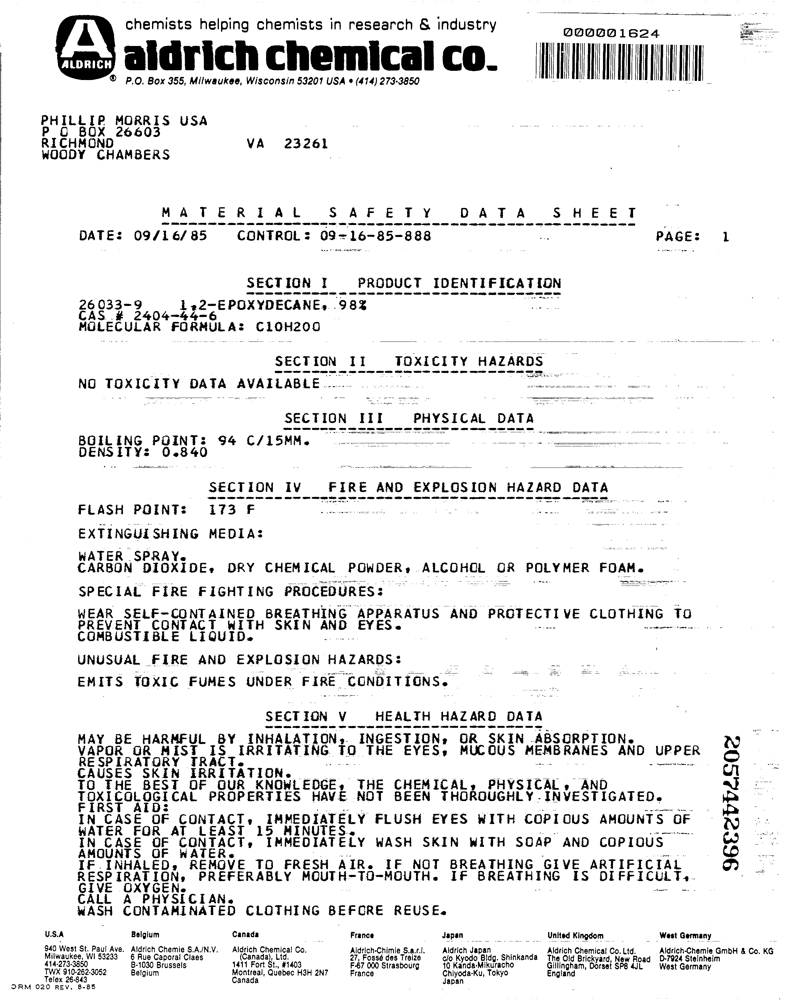 chemists helping chemists in research & industry
aldrich chemical co.
ALDRICH
®
P.O. Box 355, Milwaukee, Wisconsin 53201 USA • (414) 273-3850
000001624
PHILLIP MORRIS USA
P O BOX 26603
RICHMOND VA 23261
WOODY CHAMBERS
MATERIAL SAFETY DATA SHEET
DATE: 09/16/85 CONTROL: 09-16-85-888 PAGE: 1
SECTION I PRODUCT IDENTIFICATION
26033-9 1,2-EPOXYDECANE, 98%
CAS # 2404-44-6
MOLECULAR FORMULA: C10H20O
SECTION II TOXICITY HAZARDS
NO TOXICITY DATA AVAILABLE
SECTION III PHYSICAL DATA
BOILING POINT: 94 C/15MM.
DENSITY: 0.840
SECTION IV FIRE AND EXPLOSION HAZARD DATA
FLASH POINT: 173 F
EXTINGUISHING MEDIA:
WATER SPRAY.
CARBON DIOXIDE, DRY CHEMICAL POWDER, ALCOHOL OR POLYMER FOAM.
SPECIAL FIRE FIGHTING PROCEDURES:
WEAR SELF-CONTAINED BREATHING APPARATUS AND PROTECTIVE CLOTHING TO
PREVENT CONTACT WITH SKIN AND EYES.
COMBUSTIBLE LIQUID.
UNUSUAL FIRE AND EXPLOSION HAZARDS:
EMITS TOXIC FUMES UNDER FIRE CONDITIONS.
SECTION V HEALTH HAZARD DATA
MAY BE HARMFUL BY INHALATION, INGESTION, OR SKIN ABSORPTION.
VAPOR OR MIST IS IRRITATING TO THE EYES, MUCOUS MEMBRANES AND UPPER
RESPIRATORY TRACT.
CAUSES SKIN IRRITATION.
TO THE BEST OF OUR KNOWLEDGE, THE CHEMICAL, PHYSICAL, AND
TOXICOLOGICAL PROPERTIES HAVE NOT BEEN THOROUGHLY INVESTIGATED.
FIRST AID:
IN CASE OF CONTACT, IMMEDIATELY FLUSH EYES WITH COPIOUS AMOUNTS OF
WATER FOR AT LEAST 15 MINUTES.
IN CASE OF CONTACT, IMMEDIATELY WASH SKIN WITH SOAP AND COPIOUS
AMOUNTS OF WATER.
IF INHALED, REMOVE TO FRESH AIR. IF NOT BREATHING GIVE ARTIFICIAL
RESPIRATION, PREFERABLY MOUTH-TO-MOUTH. IF BREATHING IS DIFFICULT,
GIVE OXYGEN.
CALL A PHYSICIAN.
WASH CONTAMINATED CLOTHING BEFORE REUSE.
2057442396
U.S.A
940 West St. Paul Ave.
Milwaukee, WI 53233
414-273-3850
TWX 910-262-3052
Telex 26-843
Belgium
Aldrich Chemie S.A./N.V.
6 Rue Caporal Claes
B-1030 Brussels
Belgium
Canada
Aldrich Chemical Co.
(Canada), Ltd.
1411 Fort St., #1403
Montreal, Quebec H3H 2N7
Canada
France
Aldrich-Chimie S.a.r.l.
27, Fossé des Treize
F-67 000 Strasbourg
France
Japan
Aldrich Japan
c/o Kyodo Bldg. Shinkanda
10 Kanda-Mikuracho
Chiyoda-Ku, Tokyo
Japan
United Kingdom
Aldrich Chemical Co. Ltd.
The Old Brickyard, New Road
Gillingham, Dorset SP8 4JL
England
West Germany
Aldrich-Chemie GmbH & Co. KG
D-7924 Steinheim
West Germany
ORM 020 REV. 8-85